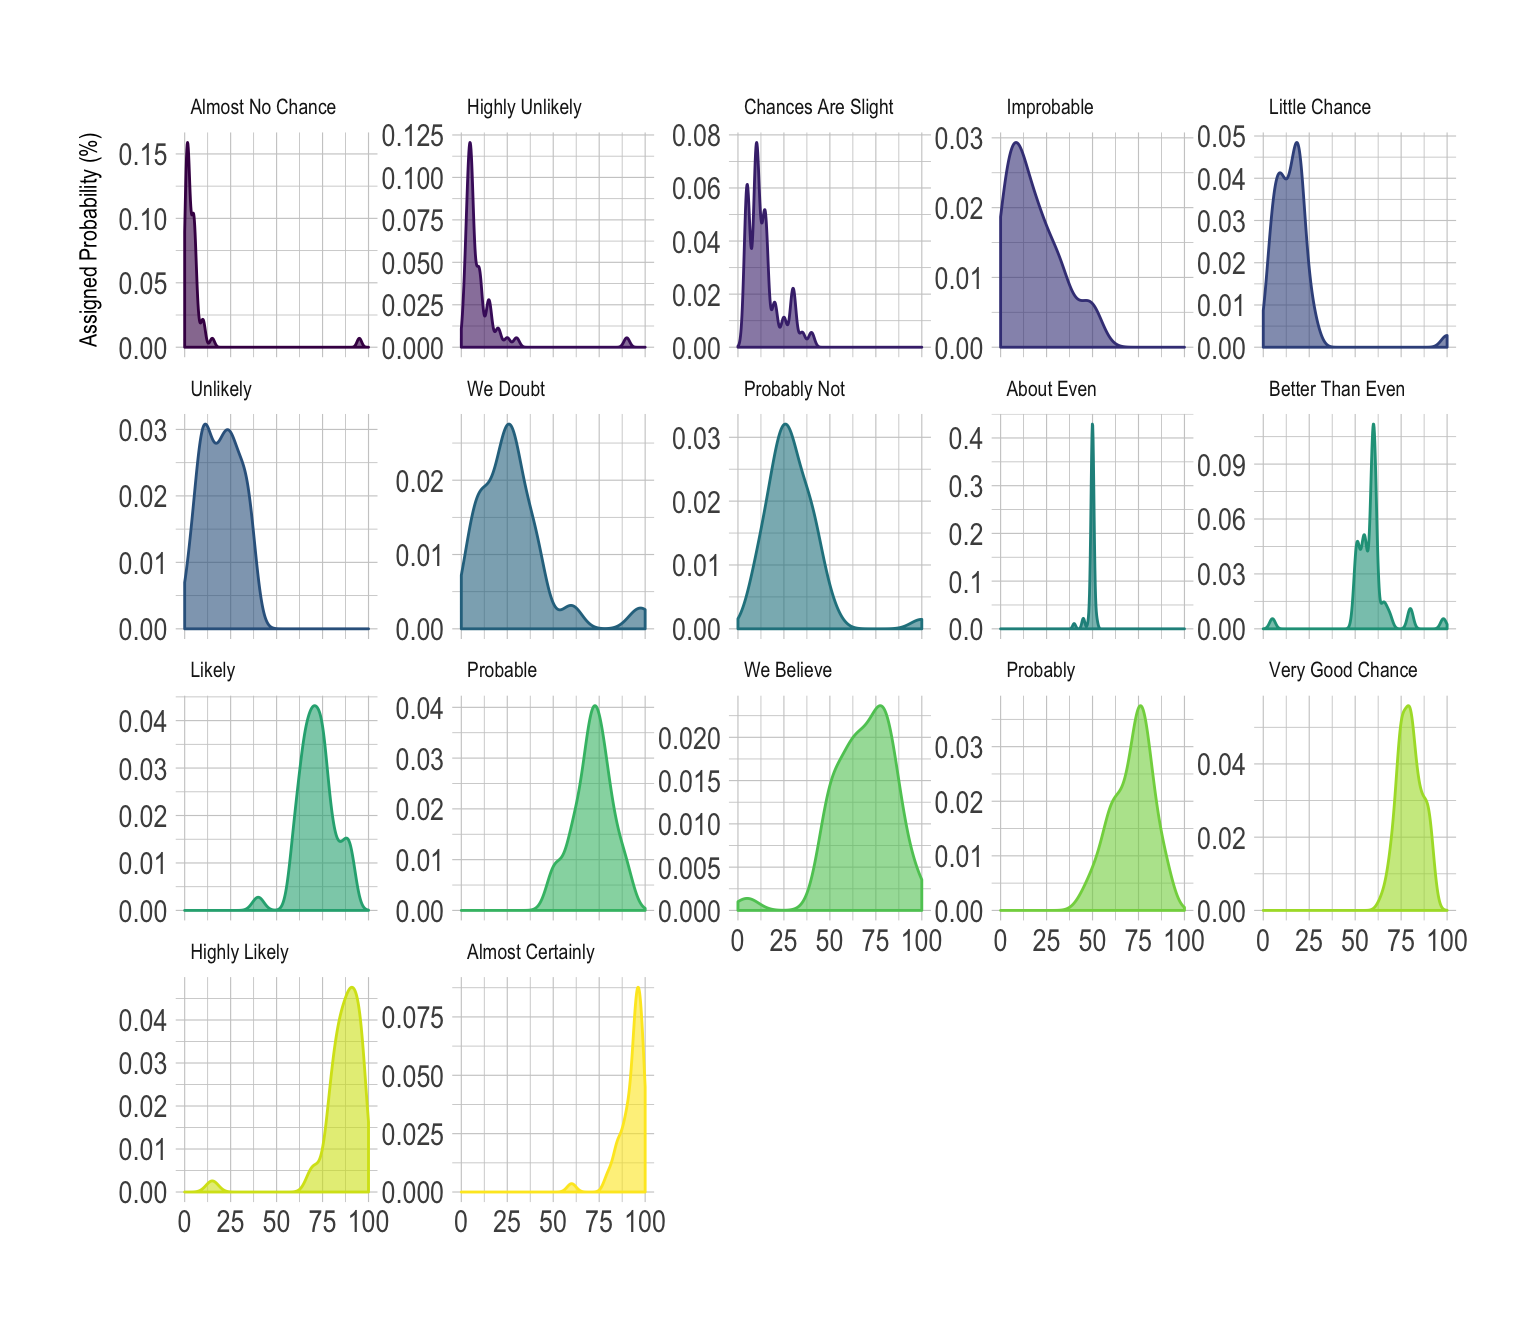 Almost No Chance Highly Unlikely Chances Are Slight Improbable Little Chance
Assigned Probability (%)
0.15 0.10 0.05 0.00
0.125 0.100 0.075 0.050 0.025 0.000
0.08 0.06 0.04 0.02 0.00
0.03 0.02 0.01 0.00
0.05 0.04 0.03 0.02 0.01 0.00
Unlikely We Doubt Probably Not About Even Better Than Even
0.03 0.02 0.01 0.00
0.02 0.01 0.00
0.03 0.02 0.01 0.00
0.4 0.3 0.2 0.1 0.0
0.09 0.06 0.03 0.00
Likely Probable We Believe Probably Very Good Chance
0.04 0.03 0.02 0.01 0.00
0.04 0.03 0.02 0.01 0.00
0.020 0.015 0.010 0.005 0.000
0.03 0.02 0.01 0.00
0.04 0.02 0.00
0 25 50 75 100 0 25 50 75 100 0 25 50 75 100
Highly Likely Almost Certainly
0.04 0.03 0.02 0.01 0.00
0.075 0.050 0.025 0.000
0 25 50 75 100 0 25 50 75 100